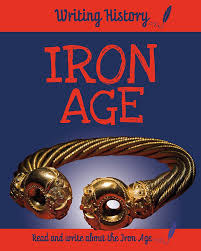 Writing History
IRON
AGE
Read and write about the Iron Age